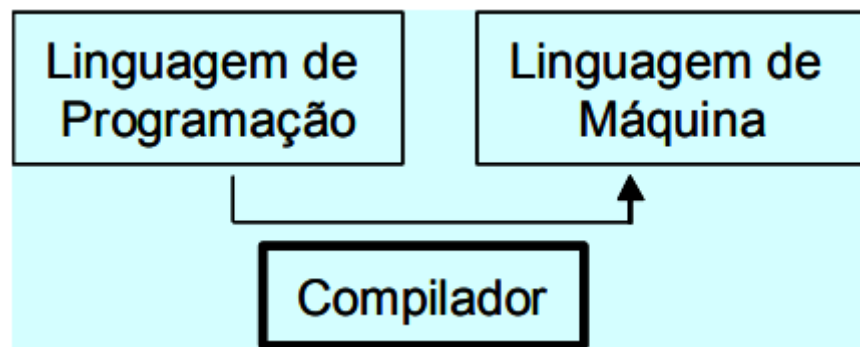 Linguagem de
Programação
Linguagem de
Máquina
Compilador